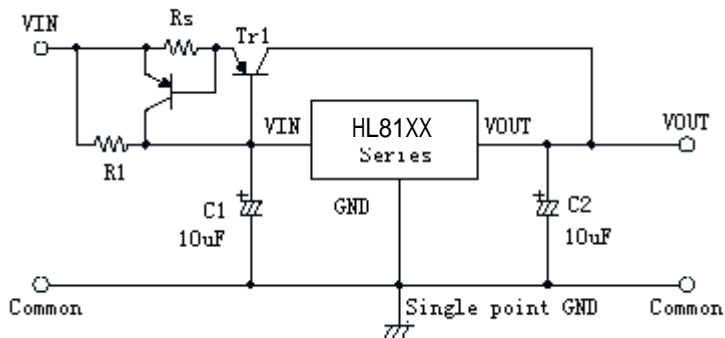 VIN
Rs
Tr1
R1
VIN
HL81XX
Series
VOUT
VOUT
GND
C1
10uF
C2
10uF
Common
Single point GND
Common